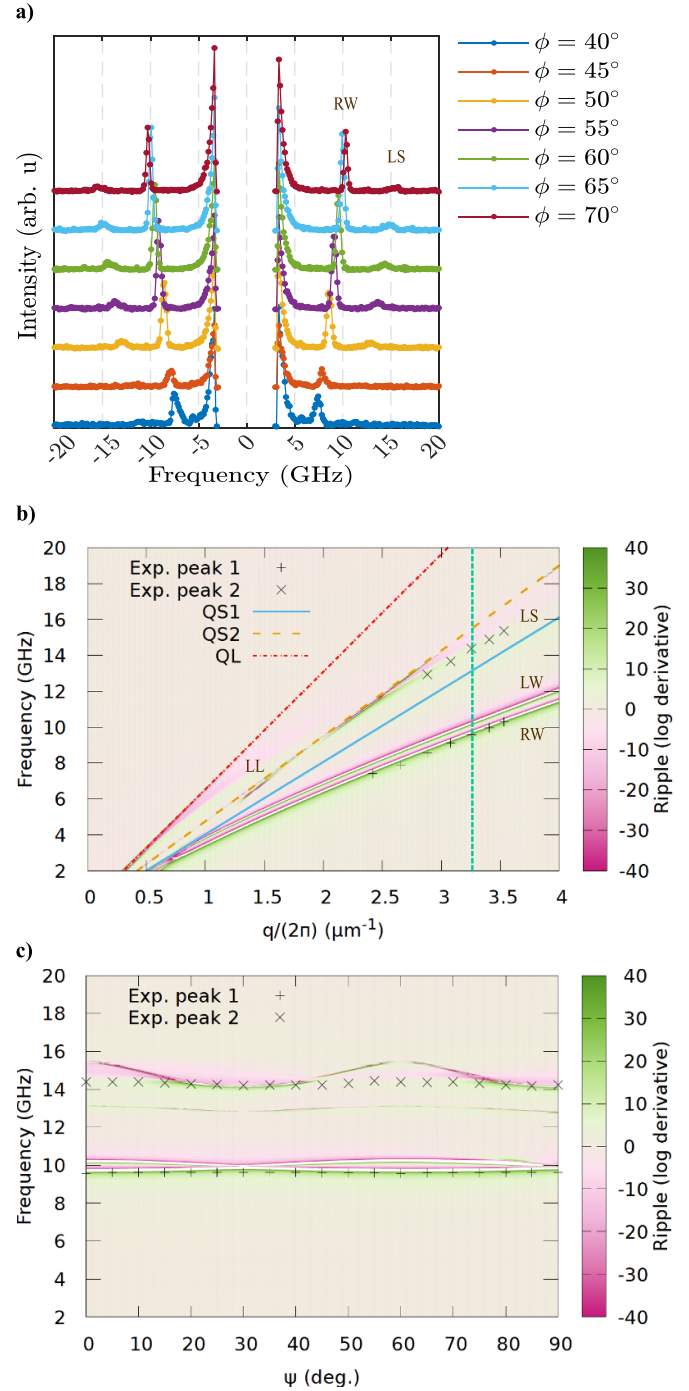 a)
RW
LS
ϕ = 40°
ϕ = 45°
ϕ = 50°
ϕ = 55°
ϕ = 60°
ϕ = 65°
ϕ = 70°
Intensity (arb. u)
-20 -15 -10 -5 0 5 10 15 20
Frequency (GHz)
b)
Exp. peak 1
Exp. peak 2
QS1
QS2
QL
LS
LW
RW
LL
20
18
16
14
12
10
8
6
4
2
Frequency (GHz)
0 0.5 1 1.5 2 2.5 3 3.5 4
q/(2π) (μm⁻¹)
40
30
20
10
0
-10
-20
-30
-40
Ripple (log derivative)
c)
Exp. peak 1
Exp. peak 2
20
18
16
14
12
10
8
6
4
2
Frequency (GHz)
0 10 20 30 40 50 60 70 80 90
ψ (deg.)
40
30
20
10
0
-10
-20
-30
-40
Ripple (log derivative)